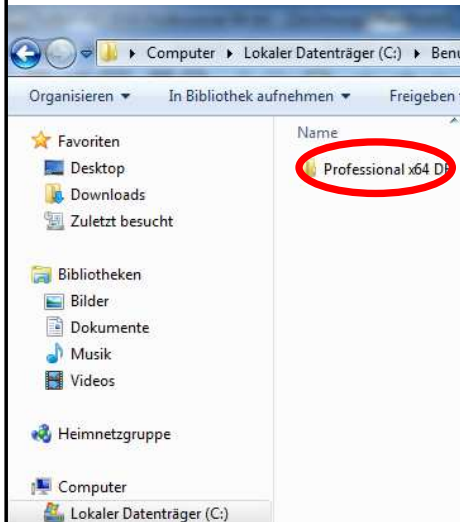 Computer ▸ Lokaler Datenträger (C:) ▸ Ben
Organisieren ▾ In Bibliothek aufnehmen ▾ Freigeben
Name
Favoriten
Professional x64 DE
Desktop
Downloads
Zuletzt besucht
Bibliotheken
Bilder
Dokumente
Musik
Videos
Heimnetzgruppe
Computer
Lokaler Datenträger (C:)